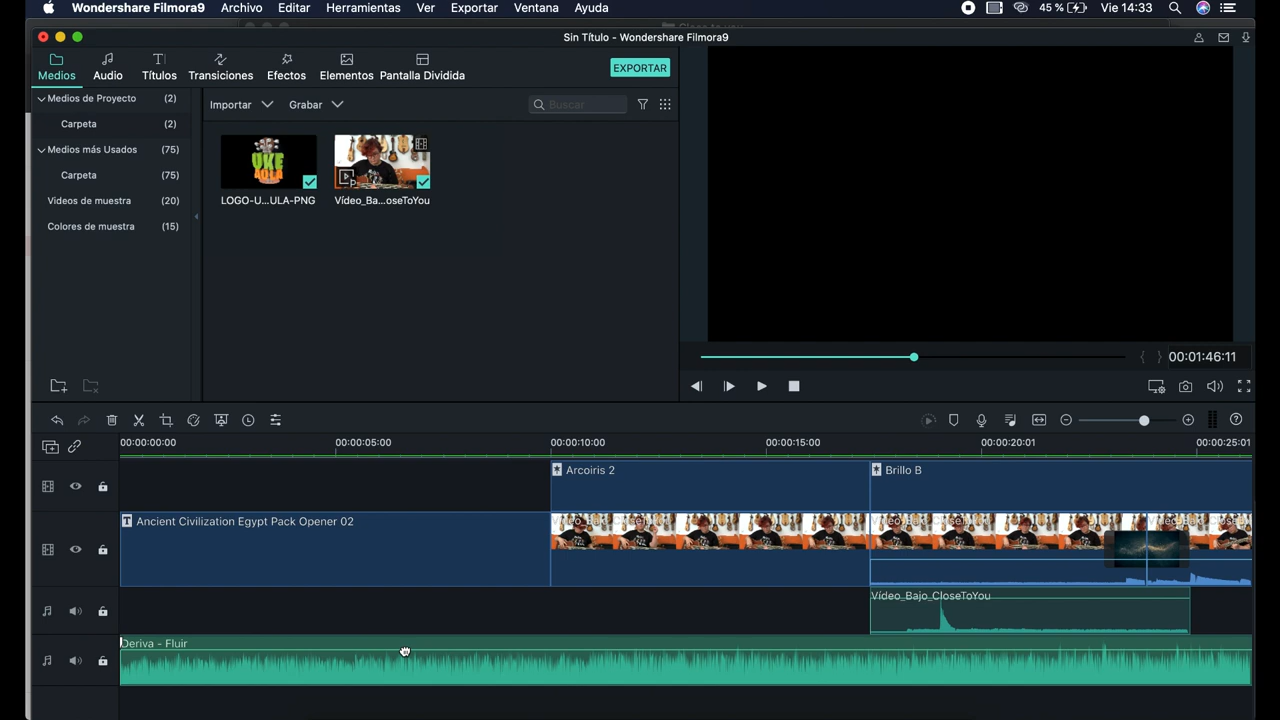 Wondershare Filmora9 Archivo Editar Herramientas Ver Exportar Ventana Ayuda 45 % Vie 14:33
Sin Título - Wondershare Filmora9
Medios Audio Títulos Transiciones Efectos Elementos Pantalla Dividida
EXPORTAR
Medios de Proyecto (2)
Carpeta (2)
Medios más Usados (75)
Carpeta (75)
Videos de muestra (20)
Colores de muestra (15)
Importar Grabar Buscar
UKE
AULA
LOGO-U...ULA-PNG Vídeo_Ba...oseToYou
00:01:46:11
00:00:00:00 00:00:05:00 00:00:10:00 00:00:15:00 00:00:20:01 00:00:25:01
Arcoiris 2 Brillo B
T Ancient Civilization Egypt Pack Opener 02
Vídeo_Bajo_CloseToYou
Deriva - Fluir